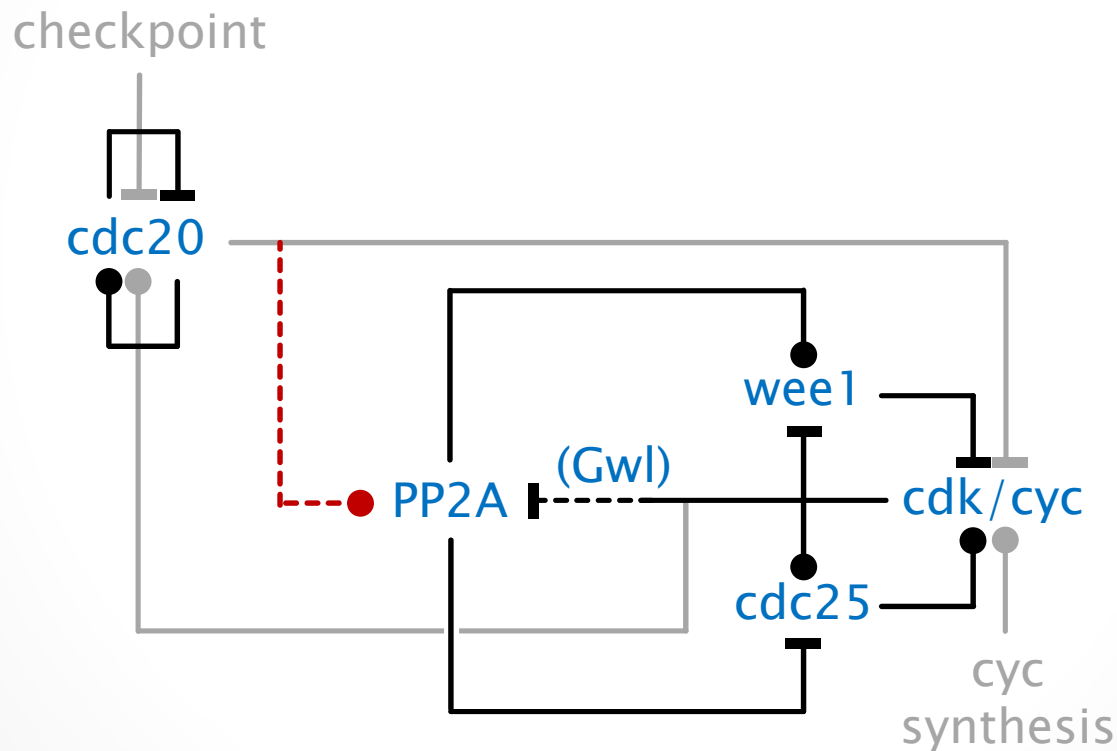 checkpoint
cdc20
wee1
(Gwl)
PP2A
cdk/cyc
cdc25
cyc
synthesis